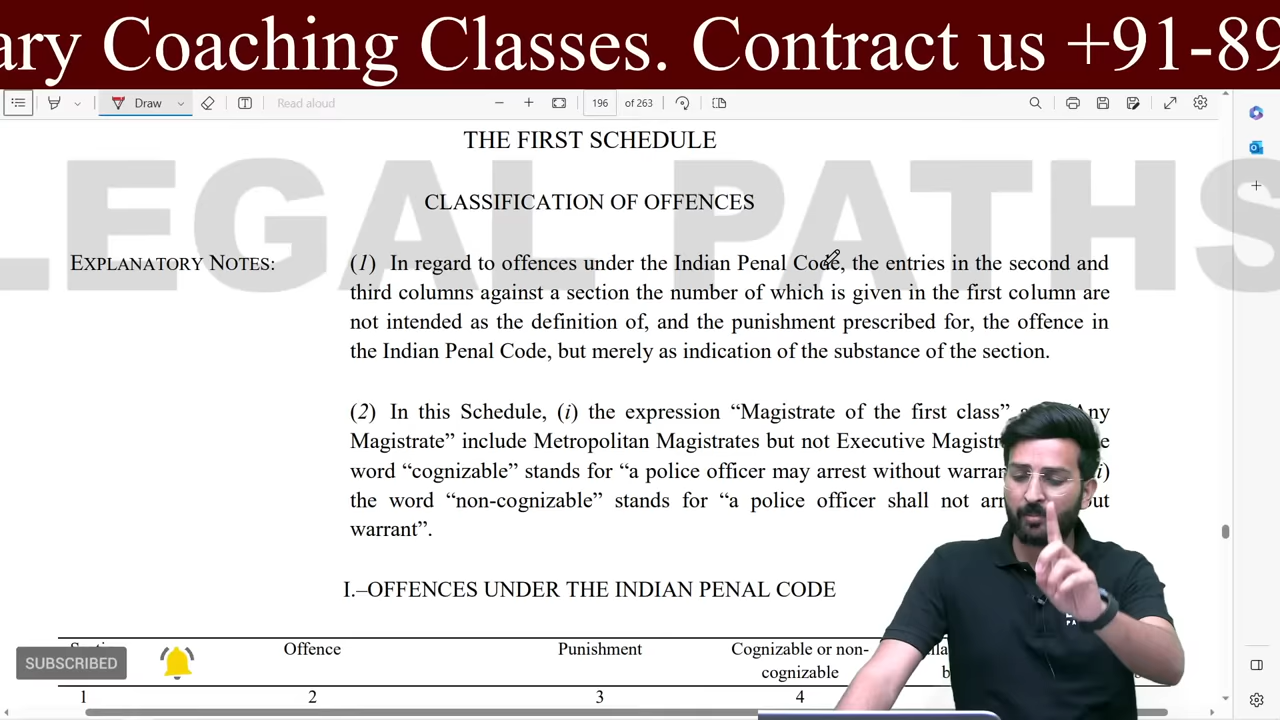 ary Coaching Classes. Contract us +91-89
Draw
Read aloud
196 of 263
THE FIRST SCHEDULE
LEGAL PATHS
CLASSIFICATION OF OFFENCES
EXPLANATORY NOTES: (1) In regard to offences under the Indian Penal Code, the entries in the second and
third columns against a section the number of which is given in the first column are
not intended as the definition of, and the punishment prescribed for, the offence in
the Indian Penal Code, but merely as indication of the substance of the section.
(2) In this Schedule, (i) the expression “Magistrate of the first class” “Any
Magistrate” include Metropolitan Magistrates but not Executive
word “cognizable” stands for “a police officer may arrest without
the word “non-cognizable” stands for “a police officer shall not
warrant”.
I.–OFFENCES UNDER THE INDIAN PENAL CODE
Offence Punishment Cognizable or non-
cognizable
1 2 3 4
SUBSCRIBED